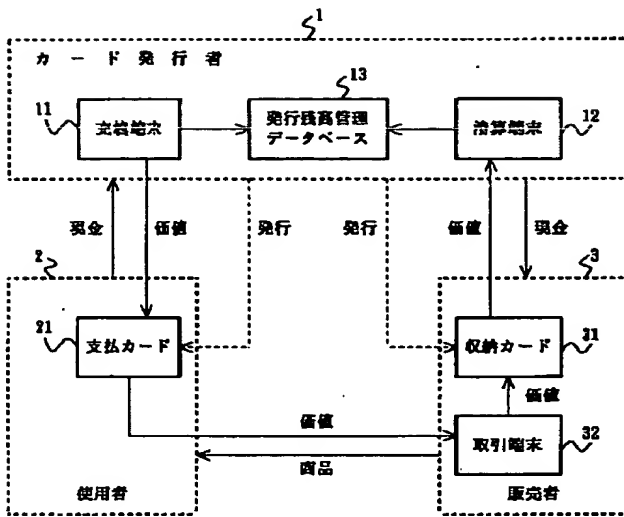 1
カード発行者
13
11
端末
発行残高管理
データベース
清算端末
12
現金
価値
発行
発行
価値
現金
2
3
21
支払カード
収納カード
31
価値
価値
取引端末
32
商品
使用者
販売者